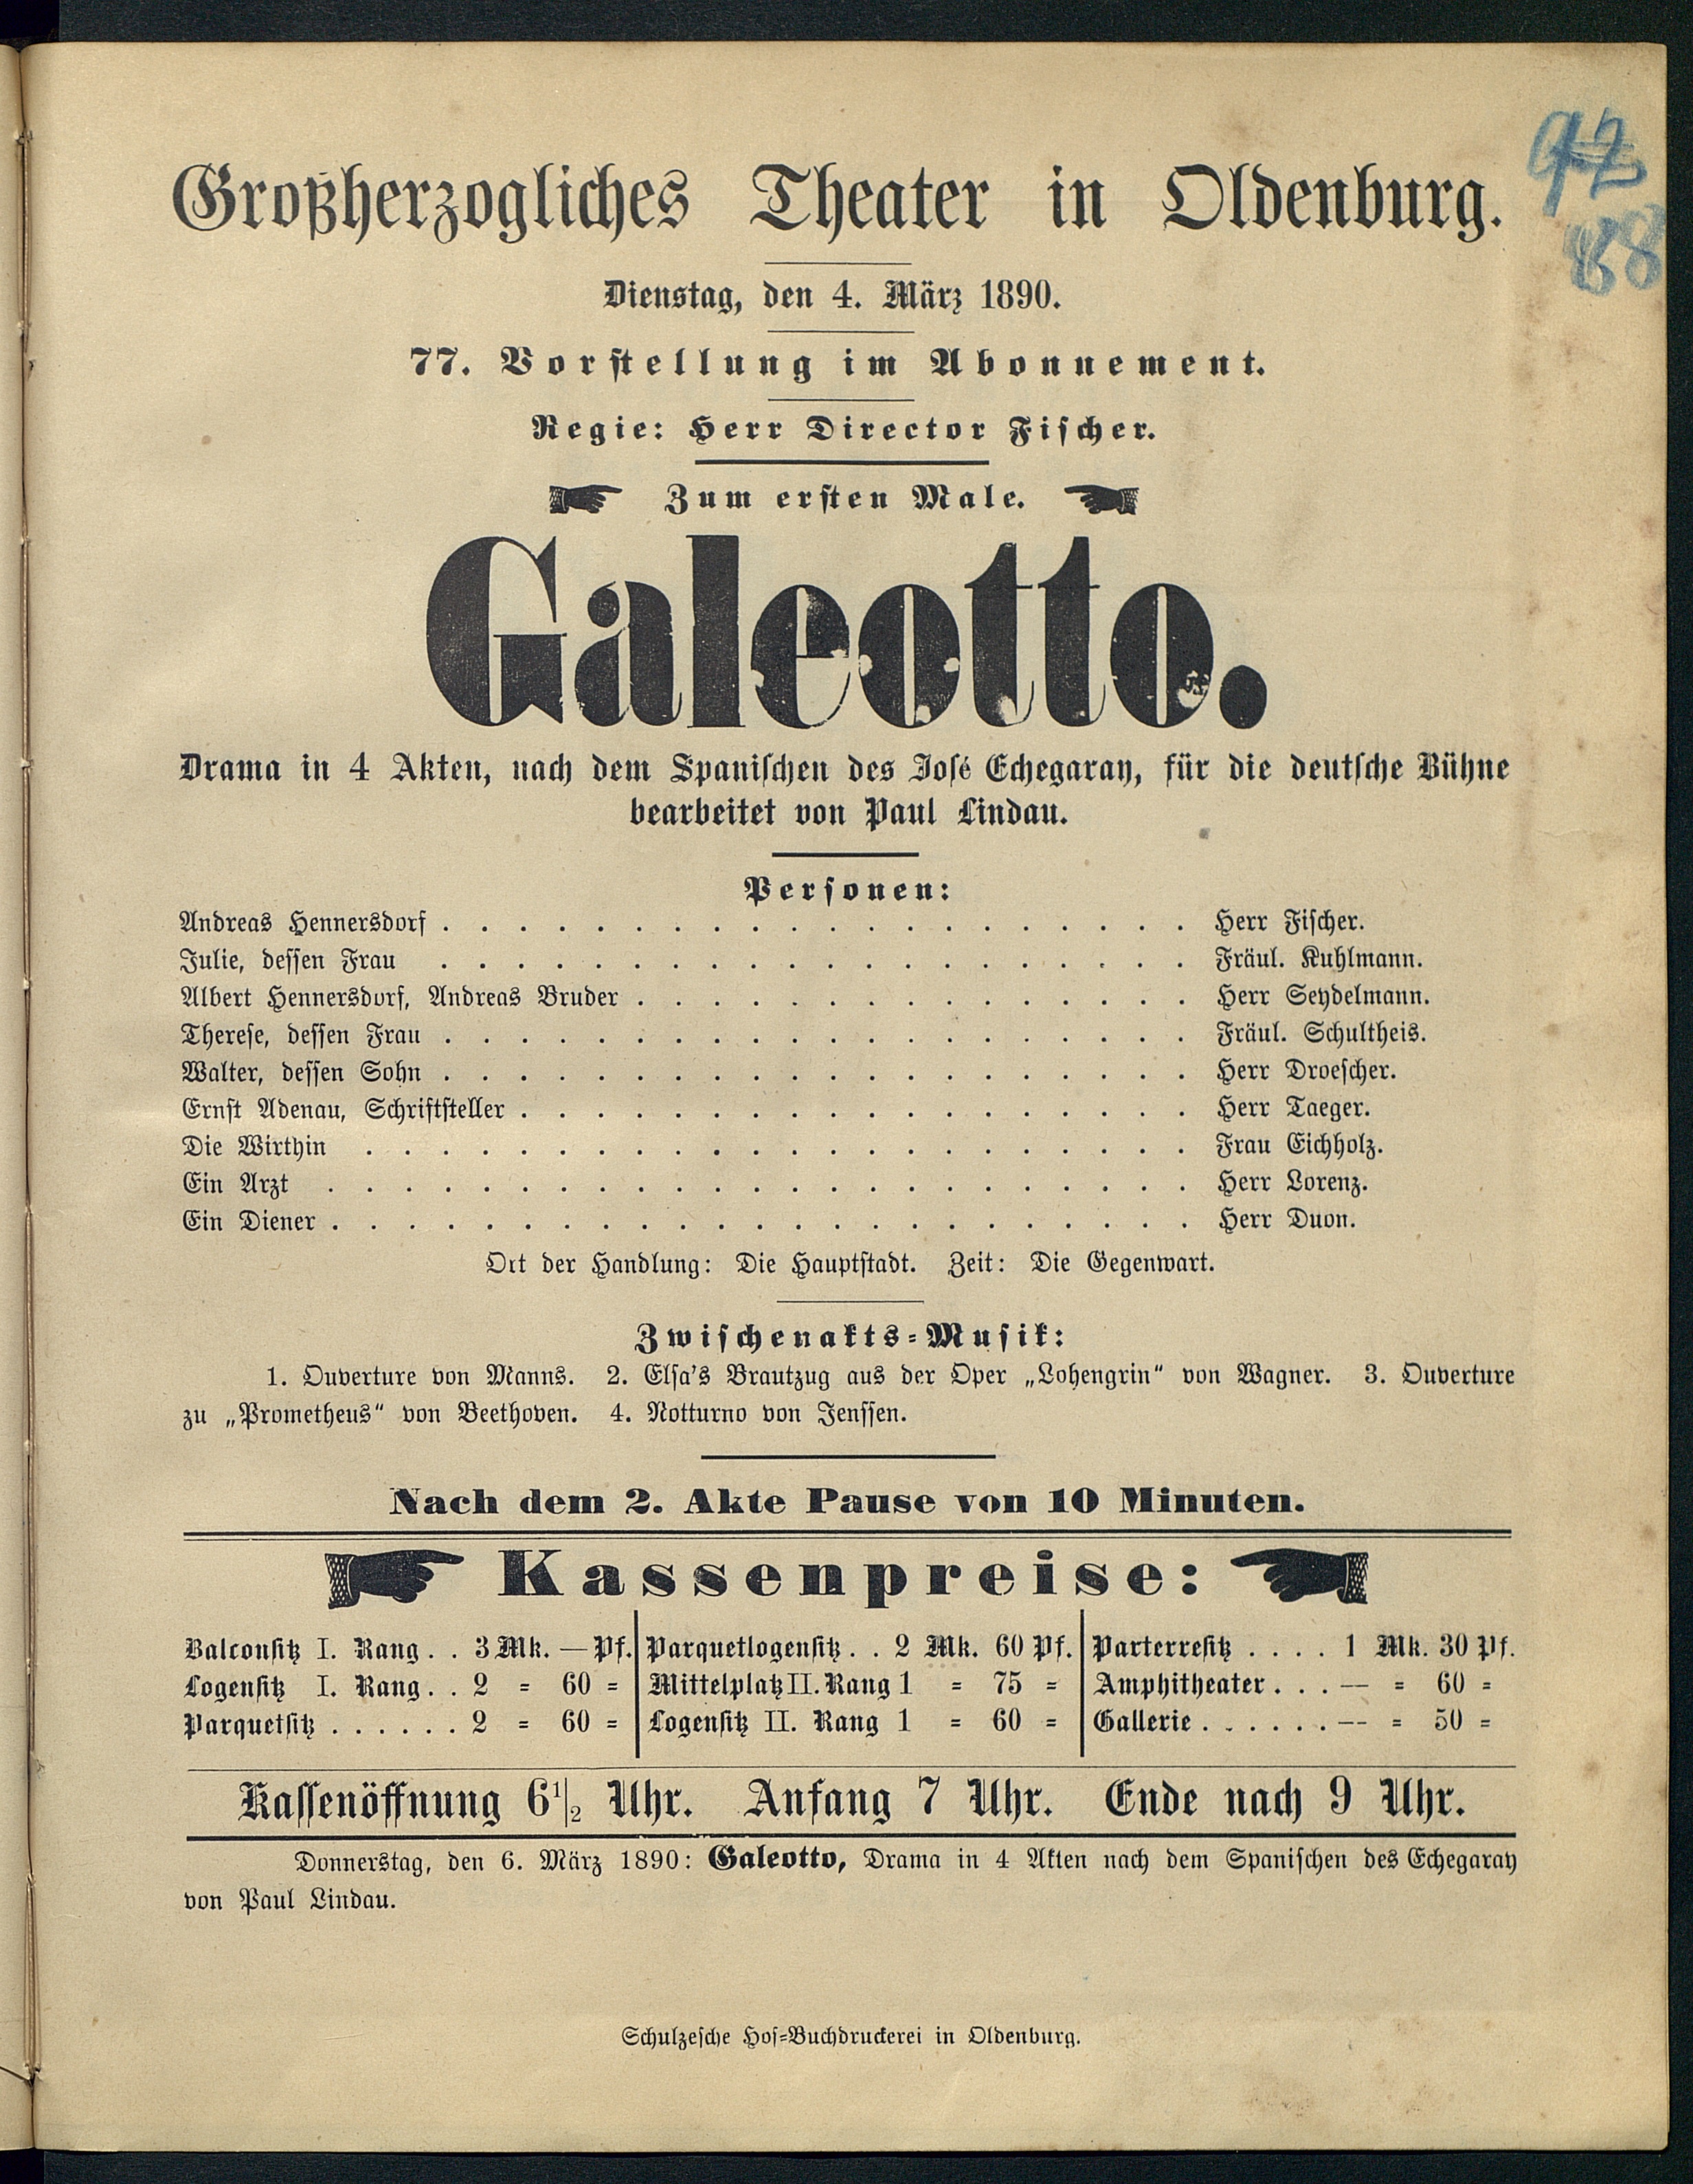 Großherzogliches Theater in Oldenburg.
Dienstag, den 4. März 1890.
77. Vorstellung im Abonnement.
Regie: Herr Director Fischer.
Zum ersten Male.
Galeotto.
Drama in 4 Akten, nach dem Spanischen des José Echegaray, für die deutsche Bühne
bearbeitet von Paul Lindau.
Personen:
Andreas Hennersdorf . . . . . . . . . . . . . . . . . . . . Herr Fischer.
Julie, dessen Frau . . . . . . . . . . . . . . . . . . . . Fräul. Kuhlmann.
Albert Hennersdorf, Andreas Bruder . . . . . . . . . . . . . . . Herr Seydelmann.
Therese, dessen Frau . . . . . . . . . . . . . . . . . . . . Fräul. Schultheis.
Walter, dessen Sohn . . . . . . . . . . . . . . . . . . . . Herr Droescher.
Ernst Adenau, Schriftsteller . . . . . . . . . . . . . . . . . . Herr Taeger.
Die Wirthin . . . . . . . . . . . . . . . . . . . . . . Frau Eichholz.
Ein Arzt . . . . . . . . . . . . . . . . . . . . . . . Herr Lorenz.
Ein Diener . . . . . . . . . . . . . . . . . . . . . . . Herr Duon.
Ort der Handlung: Die Hauptstadt. Zeit: Die Gegenwart.
Zwischenakts-Musik:
1. Ouverture von Manns. 2. Elsa's Brautzug aus der Oper „Lohengrin“ von Wagner. 3. Ouverture
zu „Prometheus“ von Beethoven. 4. Notturno von Jenssen.
Nach dem 2. Akte Pause von 10 Minuten.
Kassenpreise:
Balconsitz I. Rang . . 3 Mk. — Pf. Parquetlogensitz . . 2 Mk. 60 Pf. Parterresitz . . . . 1 Mk. 30 Pf.
Logensitz I. Rang . . 2 = 60 = Mittelplatz II. Rang 1 = 75 = Amphitheater . . . — = 60 =
Parquetsitz . . . . . . 2 = 60 = Logensitz II. Rang 1 = 60 = Gallerie . . . . . . — = 50 =
Kassenöffnung 6 1/2 Uhr. Anfang 7 Uhr. Ende nach 9 Uhr.
Donnerstag, den 6. März 1890: Galeotto, Drama in 4 Akten nach dem Spanischen des Echegaray
von Paul Lindau.
Schulzesche Hof-Buchdruckerei in Oldenburg.